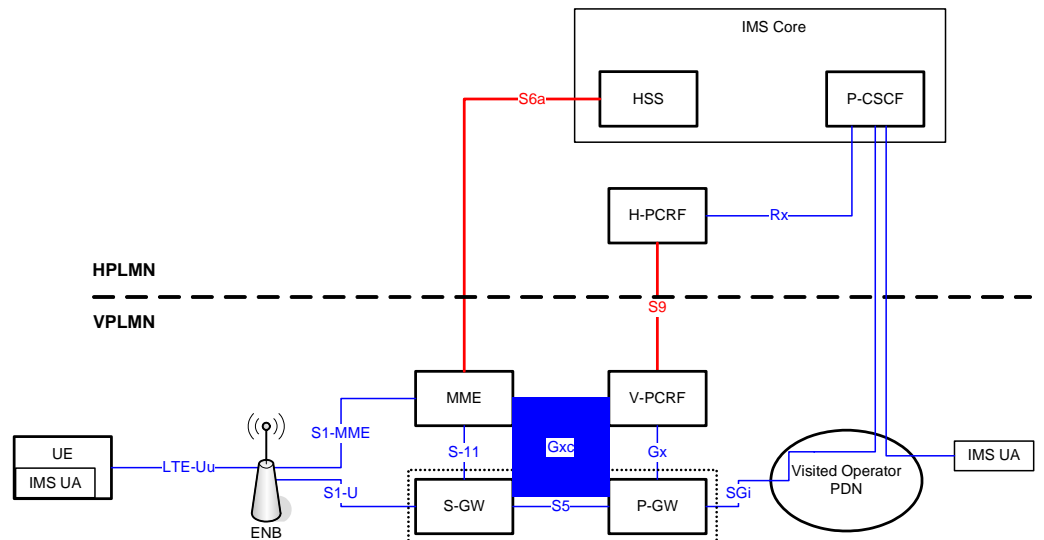 IMS Core
HSS
P-CSCF
S6a
H-PCRF
Rx
HPLMN
VPLMN
S9
MME
V-PCRF
S1-MME
S-11
Gxc
Gx
UE
IMS UA
LTE-Uu
S1-U
ENB
S-GW
S5
P-GW
SGi
Visited Operator
PDN
IMS UA